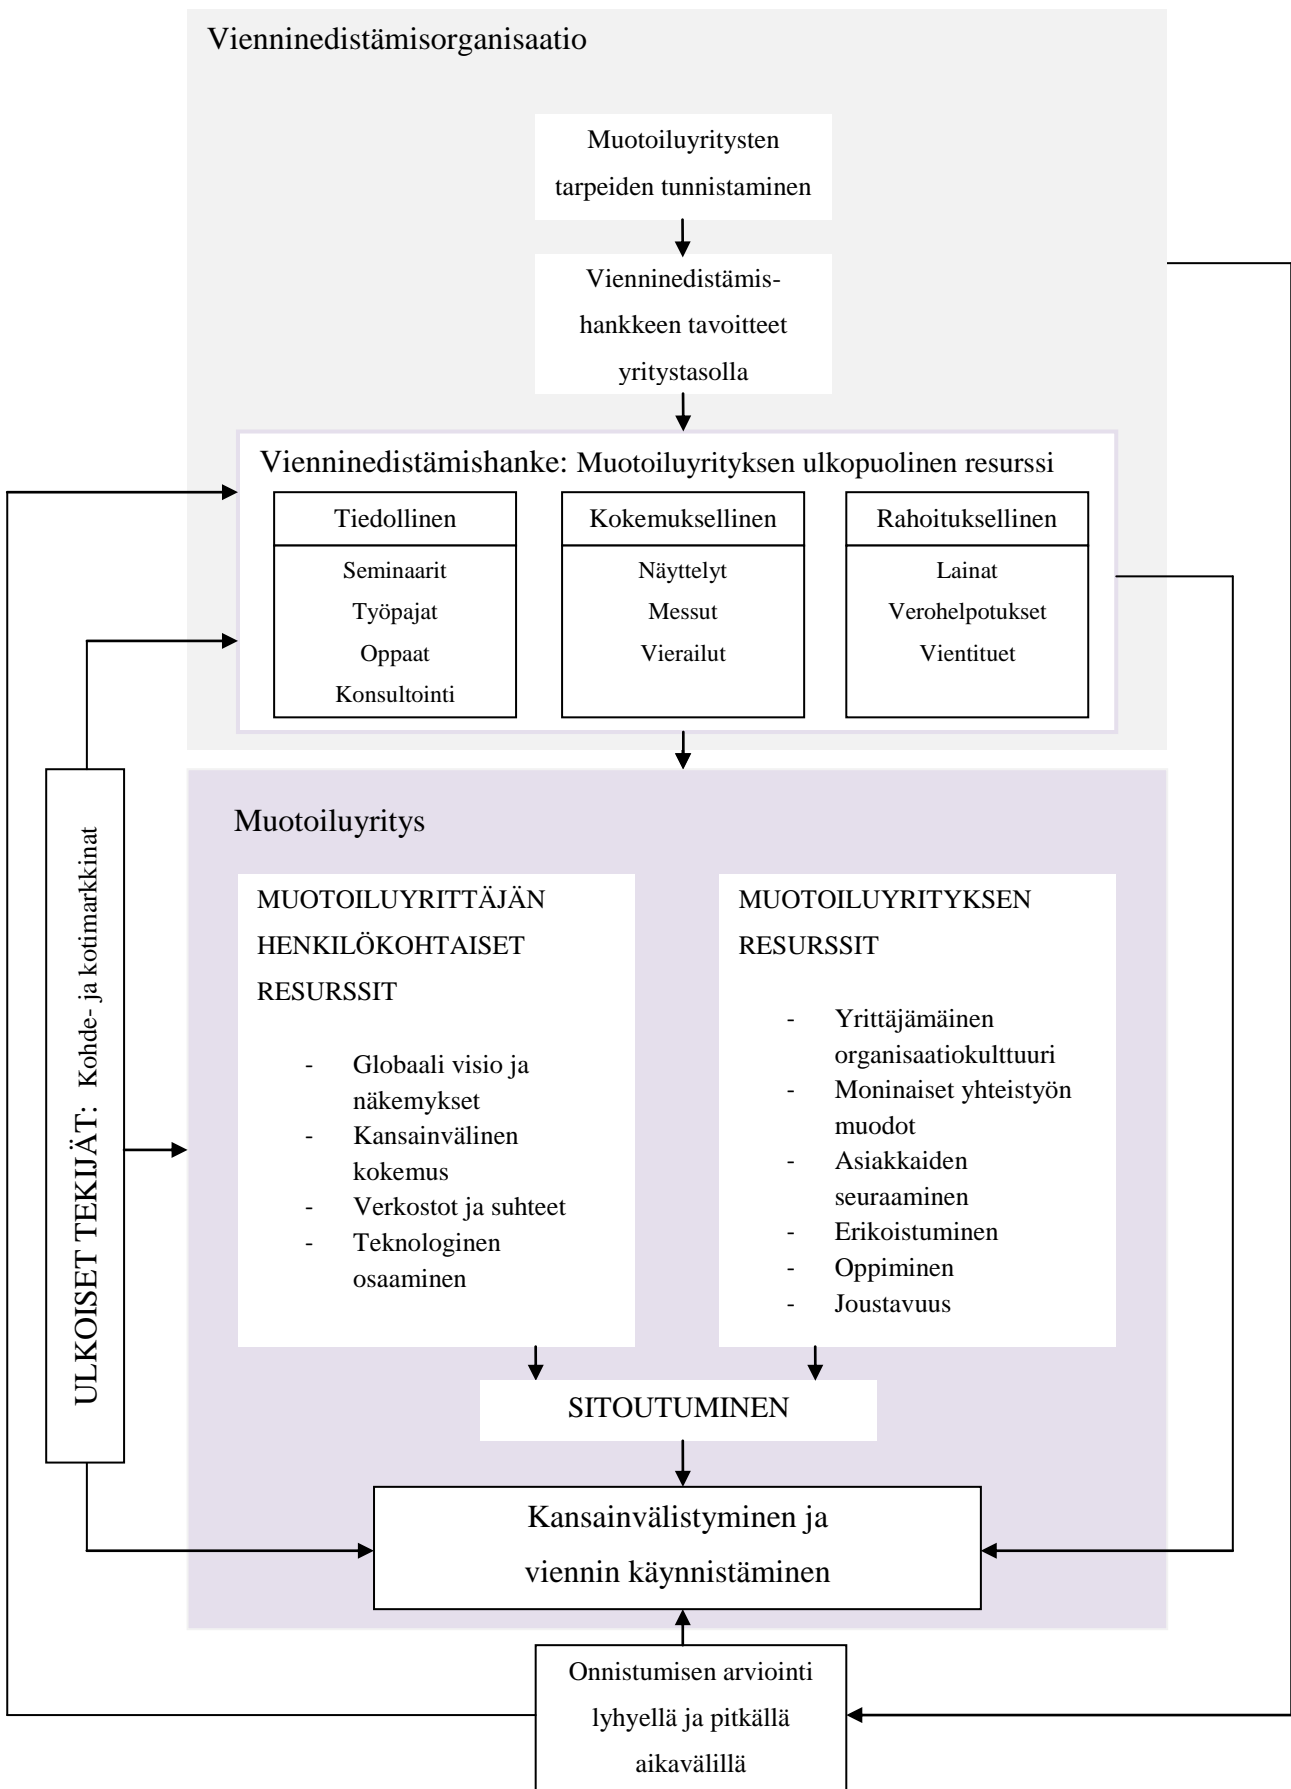 Vienninedistämisorganisaatio
Muotoiluyritysten
tarpeiden tunnistaminen
Vienninedistämis-
hankkeen tavoitteet
yritystasolla
Vienninedistämishanke: Muotoiluyrityksen ulkopuolinen resurssi
Tiedollinen
Seminaarit
Työpajat
Oppaat
Konsultointi
Kokemuksellinen
Näyttelyt
Messut
Vierailut
Rahoituksellinen
Lainat
Verohelpotukset
Vientituet
ULKOISET TEKIJÄT: Kohde- ja kotimarkkinat
Muotoiluyritys
MUOTOILUYRITTÄJÄN
HENKILÖKOHTAISET
RESURSSIT
- Globaali visio ja
näkemykset
- Kansainvälinen
kokemus
- Verkostot ja suhteet
- Teknologinen
osaaminen
MUOTOILUYRITYKSEN
RESURSSIT
- Yrittäjämäinen
organisaatiokulttuuri
- Moninaiset yhteistyön
muodot
- Asiakkaiden
seuraaminen
- Erikoistuminen
- Oppiminen
- Joustavuus
SITOUTUMINEN
Kansainvälistyminen ja
viennin käynnistäminen
Onnistumisen arviointi
lyhyellä ja pitkällä
aikavälillä